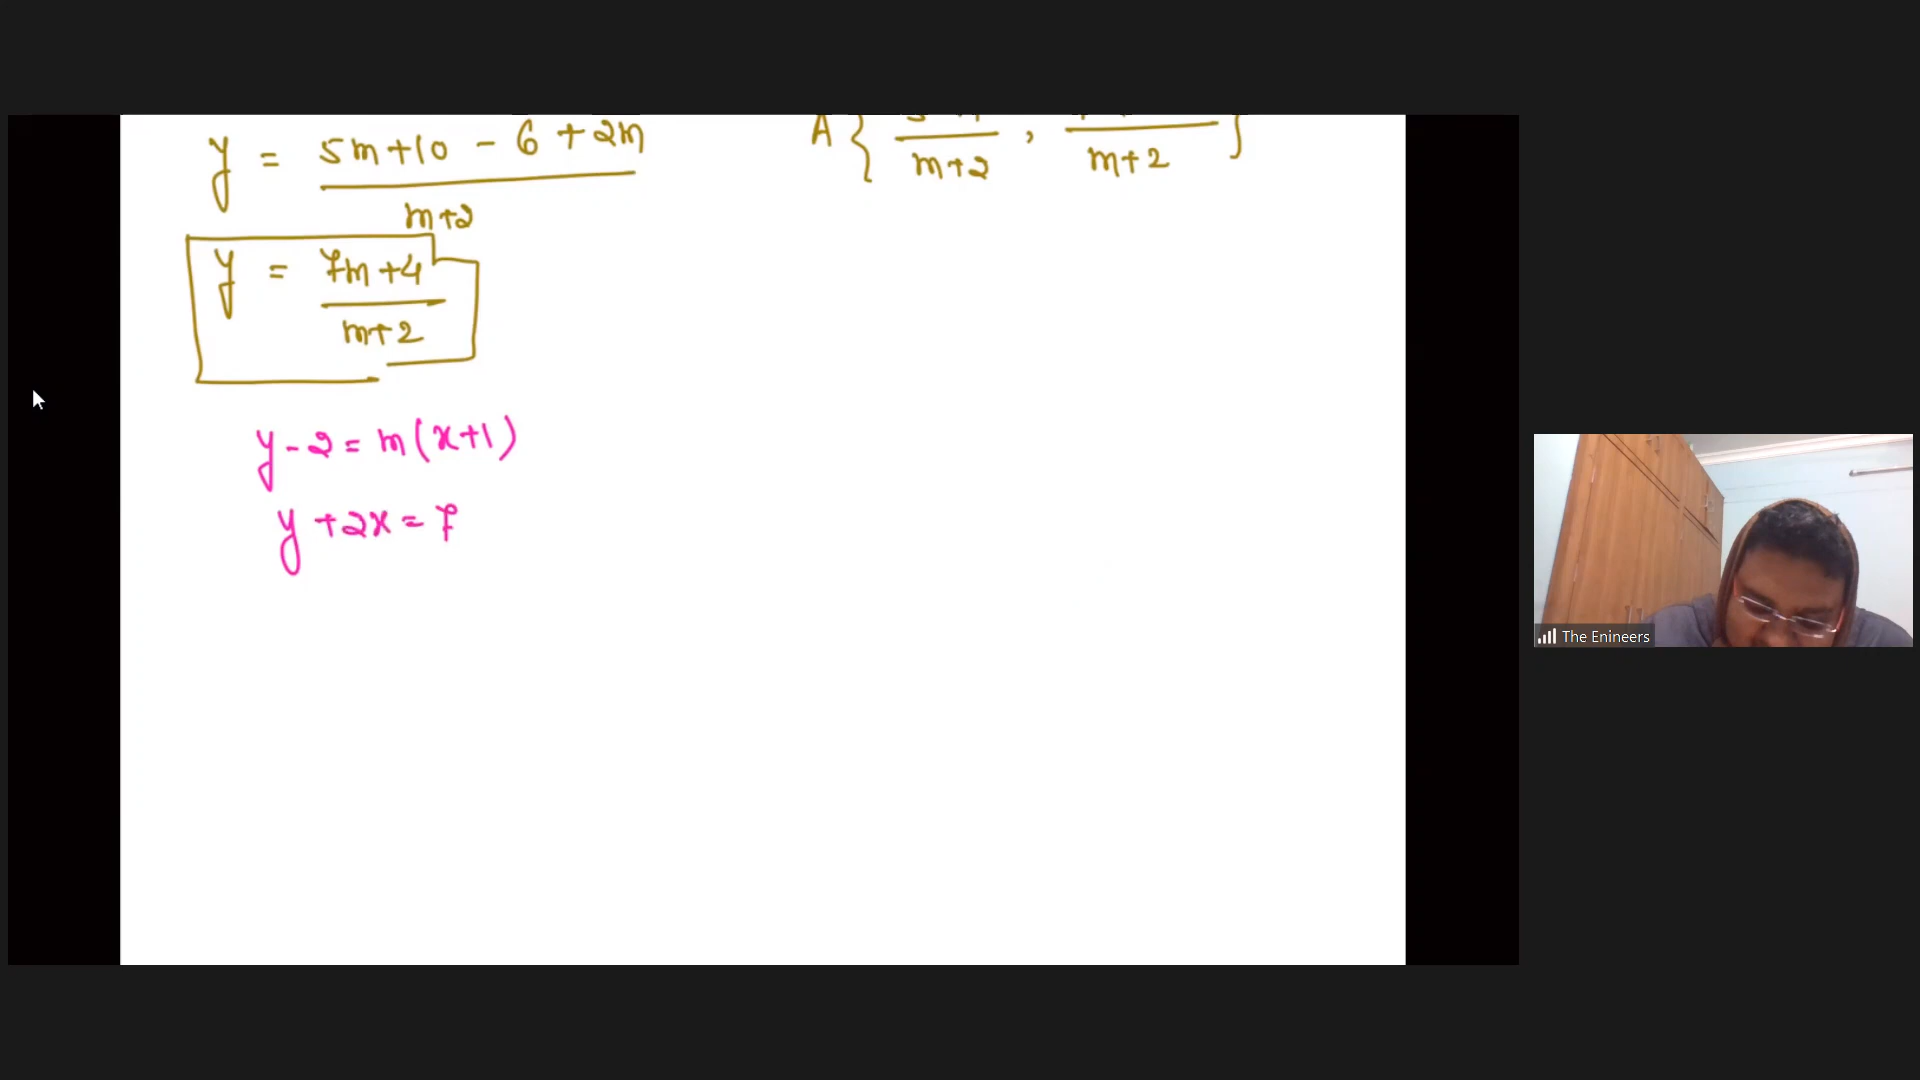 y = 5m+10 - 6 + 2m / m+2
A { / m+2 , / m+2 }
y = 7m+4 / m+2
y - 2 = m(x+1)
y + 2x = 7
The Enineers